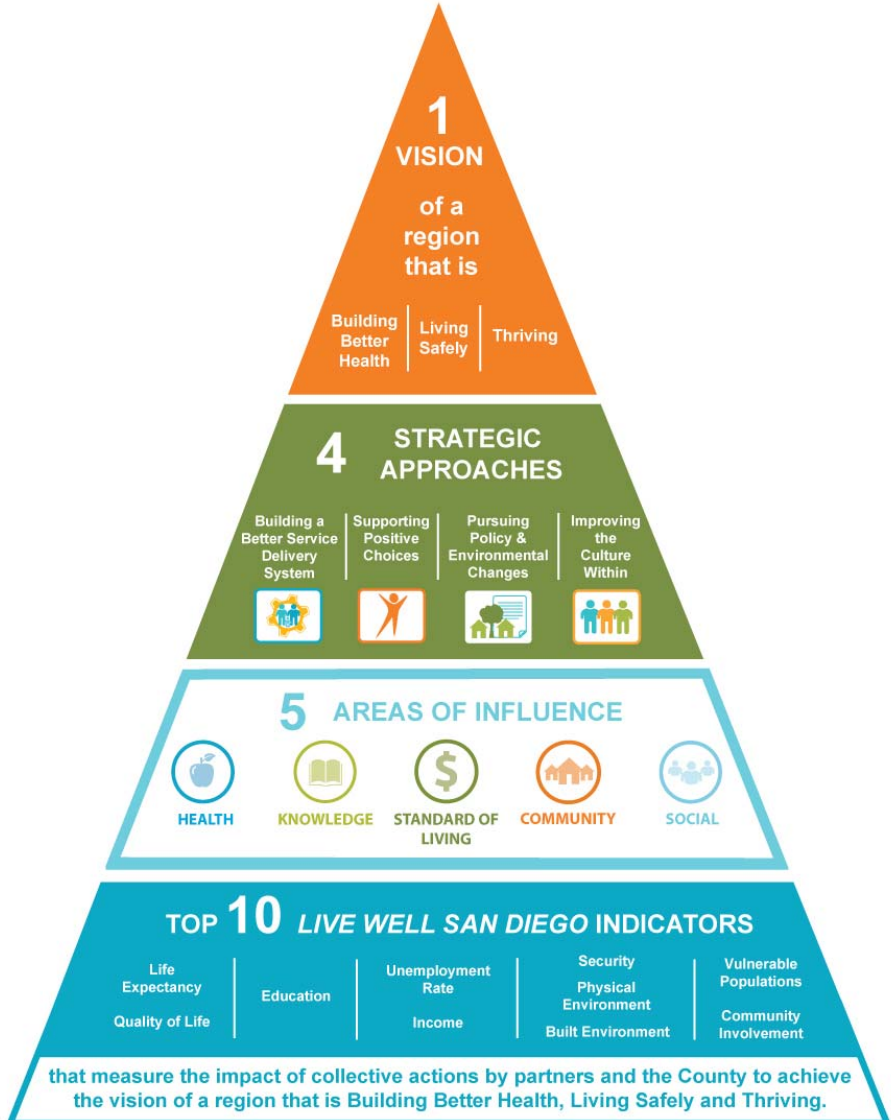 1
VISION
of a
region
that is
Building
Better
Health
Living
Safely
Thriving
4
STRATEGIC
APPROACHES
Building a
Better Service
Delivery
System
Supporting
Positive
Choices
Pursuing
Policy &
Environmental
Changes
Improving
the
Culture
Within
5 AREAS OF INFLUENCE
HEALTH
KNOWLEDGE
STANDARD OF
LIVING
COMMUNITY
SOCIAL
$
TOP 10 LIVE WELL SAN DIEGO INDICATORS
Life
Expectancy
Quality of Life
Education
Unemployment
Rate
Income
Security
Physical
Environment
Built Environment
Vulnerable
Populations
Community
Involvement
that measure the impact of collective actions by partners and the County to achieve
the vision of a region that is Building Better Health, Living Safely and Thriving.